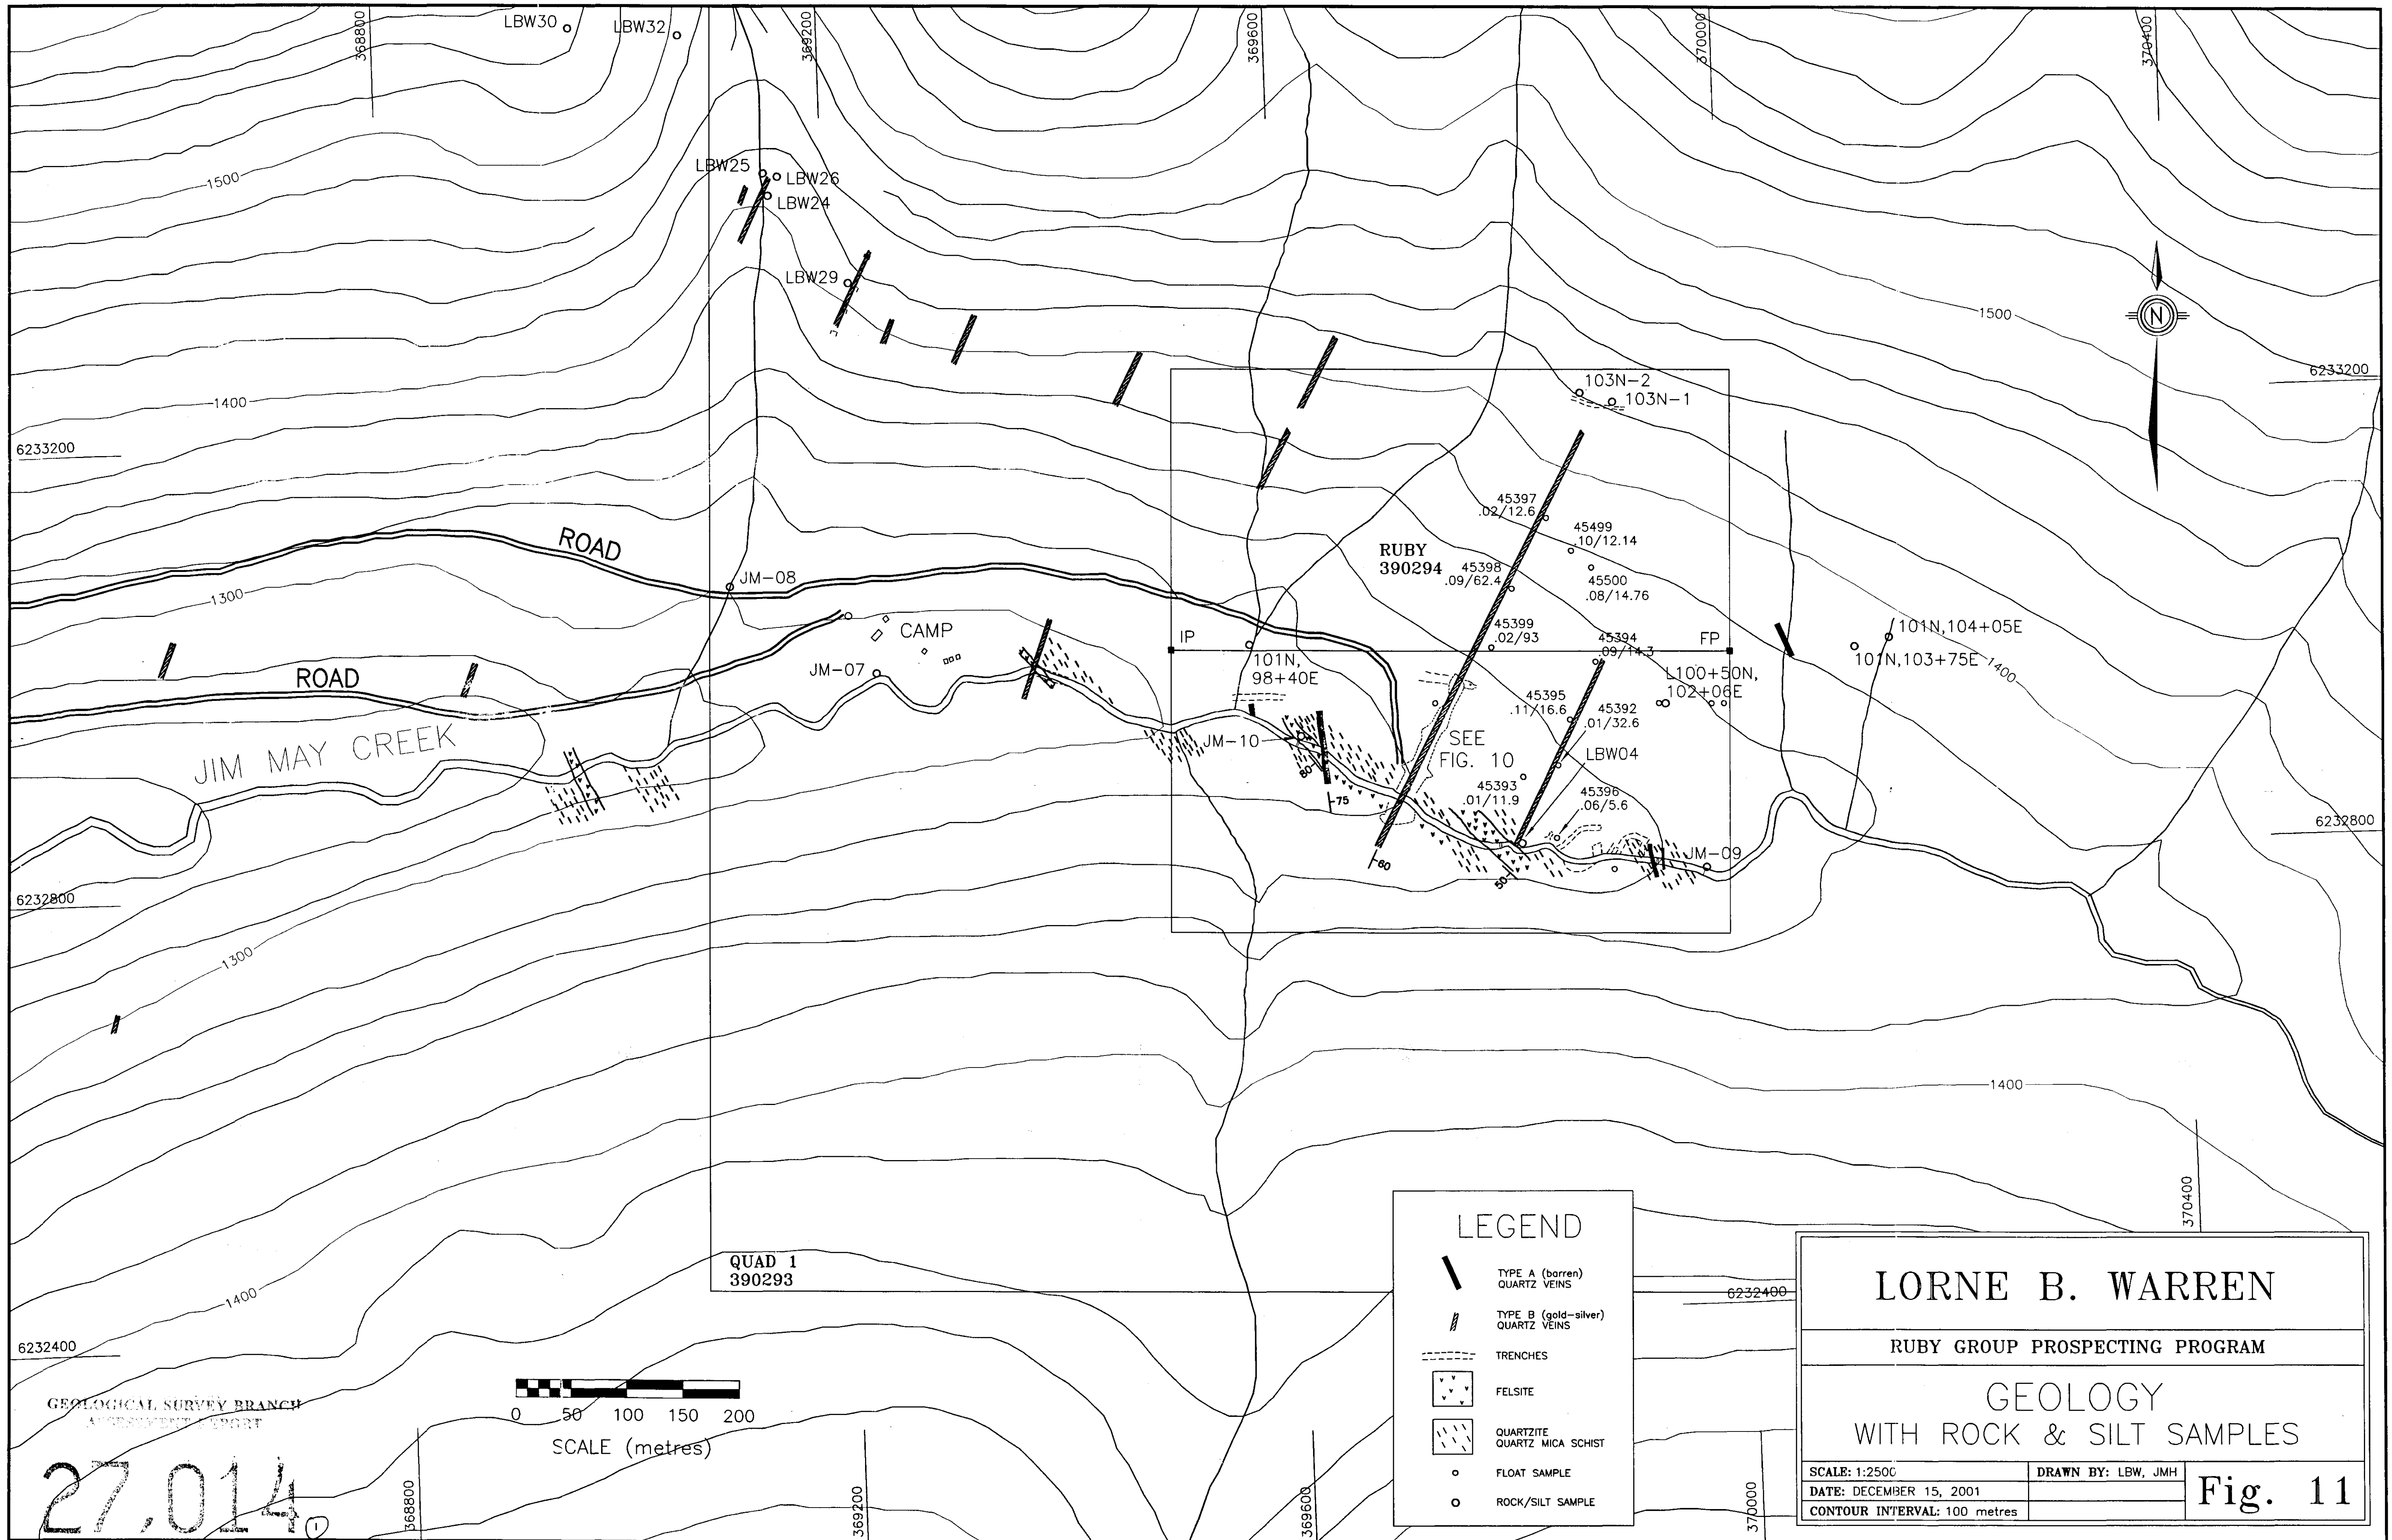 LBW30
LBW32
368800
369200
369600
370000
370400
1500
LBW25
LBW26
LBW24
LBW29
1500
N
6233200
1400
103N-2
103N-1
6233200
45397
.02/12.6
45499
.10/12.14
RUBY
390294
45398
.09/62.4
45500
.08/14.76
ROAD
JM-08
1300
CAMP
IP
45399
.02/93
45394
.09/14.3
FP
101N,104+05E
101N,103+75E
1400
JM-07
ROAD
101N,
98+40E
L100+50N,
102+06E
45395
.11/16.6
45392
.01/32.6
JIM MAY CREEK
JM-10
80
75
SEE
FIG. 10
LBW04
45393
.01/11.9
45396
.06/5.6
6232800
60
50
JM-09
6232800
1300
1400
370400
QUAD 1
390293
1400
6232400
6232400
LEGEND
TYPE A (barren)
QUARTZ VEINS
TYPE B (gold-silver)
QUARTZ VEINS
TRENCHES
FELSITE
QUARTZITE
QUARTZ MICA SCHIST
FLOAT SAMPLE
ROCK/SILT SAMPLE
LORNE B. WARREN
RUBY GROUP PROSPECTING PROGRAM
GEOLOGY
WITH ROCK & SILT SAMPLES
SCALE: 1:2500
DRAWN BY: LBW, JMH
DATE: DECEMBER 15, 2001
CONTOUR INTERVAL: 100 metres
Fig. 11
GEOLOGICAL SURVEY BRANCH
ASSESSMENT REPORT
27,014
1
0 50 100 150 200
SCALE (metres)
368800
369200
369600
370000